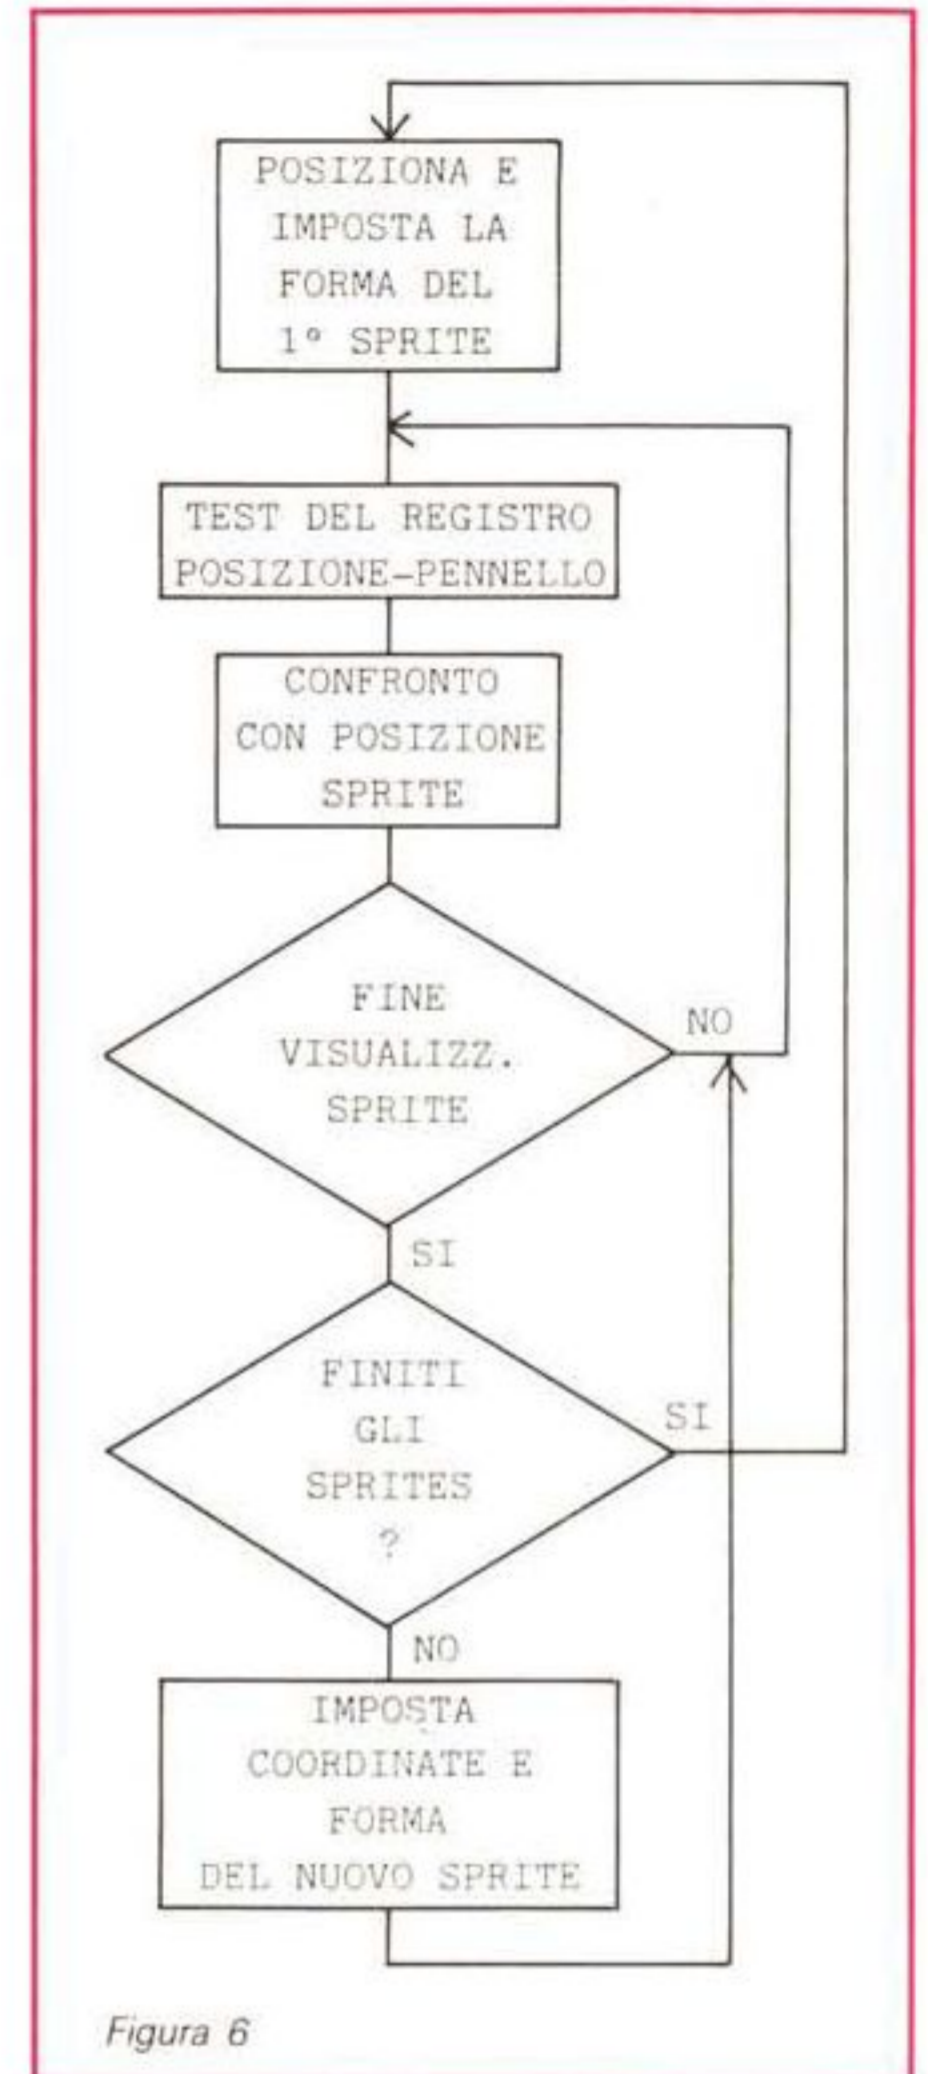 POSIZIONA E
IMPOSTA LA
FORMA DEL
1° SPRITE
TEST DEL REGISTRO
POSIZIONE-PENNELLO
CONFRONTO
CON POSIZIONE
SPRITE
FINE
VISUALIZZ.
SPRITE
NO
SI
FINITI
GLI
SPRITES
?
SI
NO
IMPOSTA
COORDINATE E
FORMA
DEL NUOVO SPRITE
Figura 6